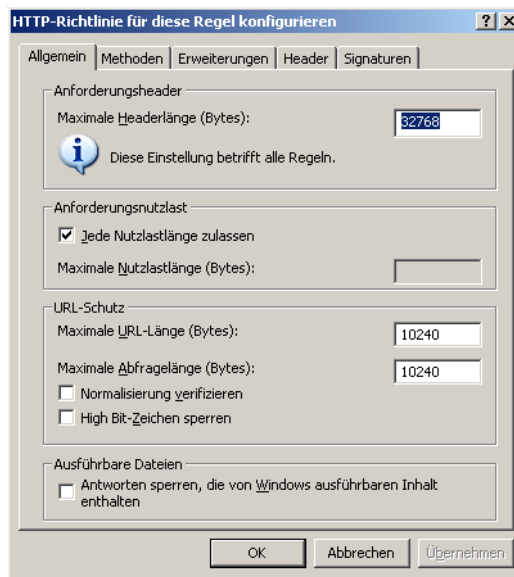 HTTP-Richtlinie für diese Regel konfigurieren
Allgemein Methoden Erweiterungen Header Signaturen
Anforderungsheader
Maximale Headerlänge (Bytes): 32768
Diese Einstellung betrifft alle Regeln.
Anforderungsnutzlast
Jede Nutzlastlänge zulassen
Maximale Nutzlastlänge (Bytes):
URL-Schutz
Maximale URL-Länge (Bytes): 10240
Maximale Abfragelänge (Bytes): 10240
Normalisierung verifizieren
High Bit-Zeichen sperren
Ausführbare Dateien
Antworten sperren, die von Windows ausführbaren Inhalt
enthalten
OK Abbrechen Übernehmen